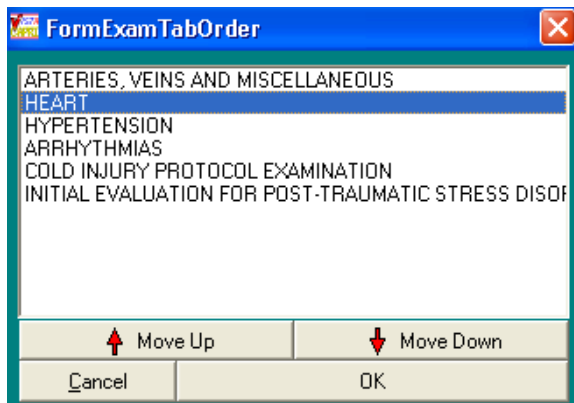 FormExamTabOrder
ARTERIES, VEINS AND MISCELLANEOUS
HEART
HYPERTENSION
ARRHYTHMIAS
COLD INJURY PROTOCOL EXAMINATION
INITIAL EVALUATION FOR POST-TRAUMATIC STRESS DISOR
Move Up
Move Down
Cancel
OK